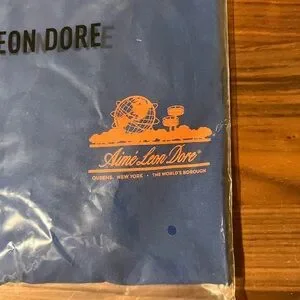 EON DORE
Aimé Leon Dore®
QUEENS, NEW YORK • THE WORLD'S BOROUGH